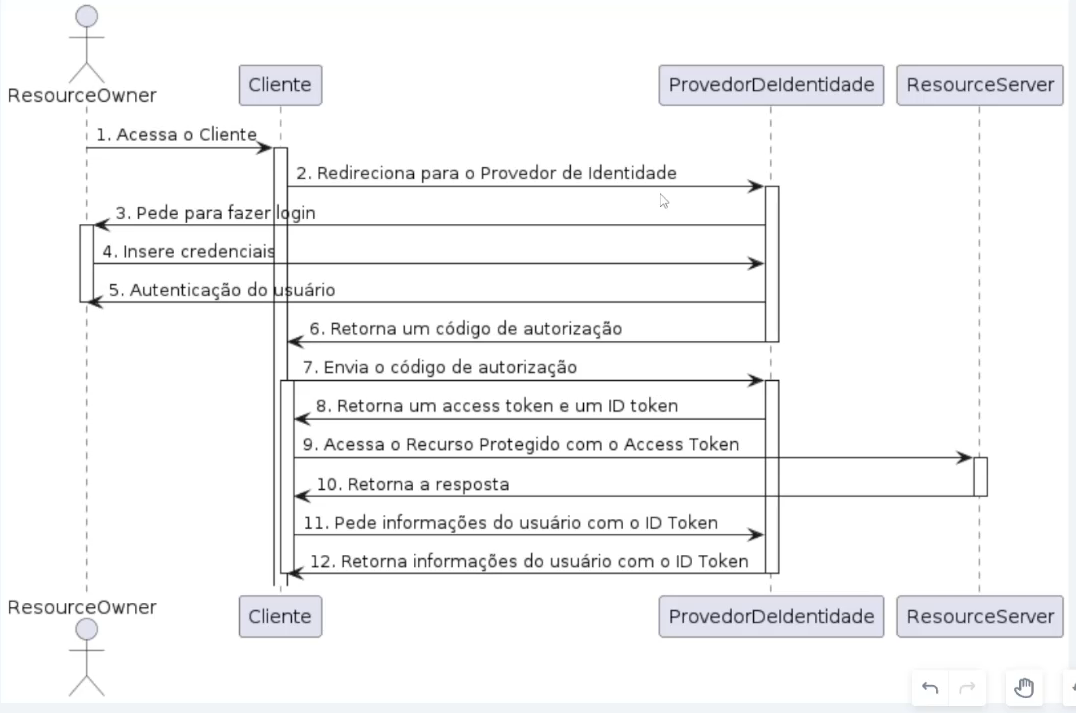 ResourceOwner
Cliente
ProvedorDeIdentidade
ResourceServer
1. Acessa o Cliente
2. Redireciona para o Provedor de Identidade
3. Pede para fazer login
4. Insere credenciais
5. Autenticação do usuário
6. Retorna um código de autorização
7. Envia o código de autorização
8. Retorna um access token e um ID token
9. Acessa o Recurso Protegido com o Access Token
10. Retorna a resposta
11. Pede informações do usuário com o ID Token
12. Retorna informações do usuário com o ID Token
ResourceOwner
Cliente
ProvedorDeIdentidade
ResourceServer